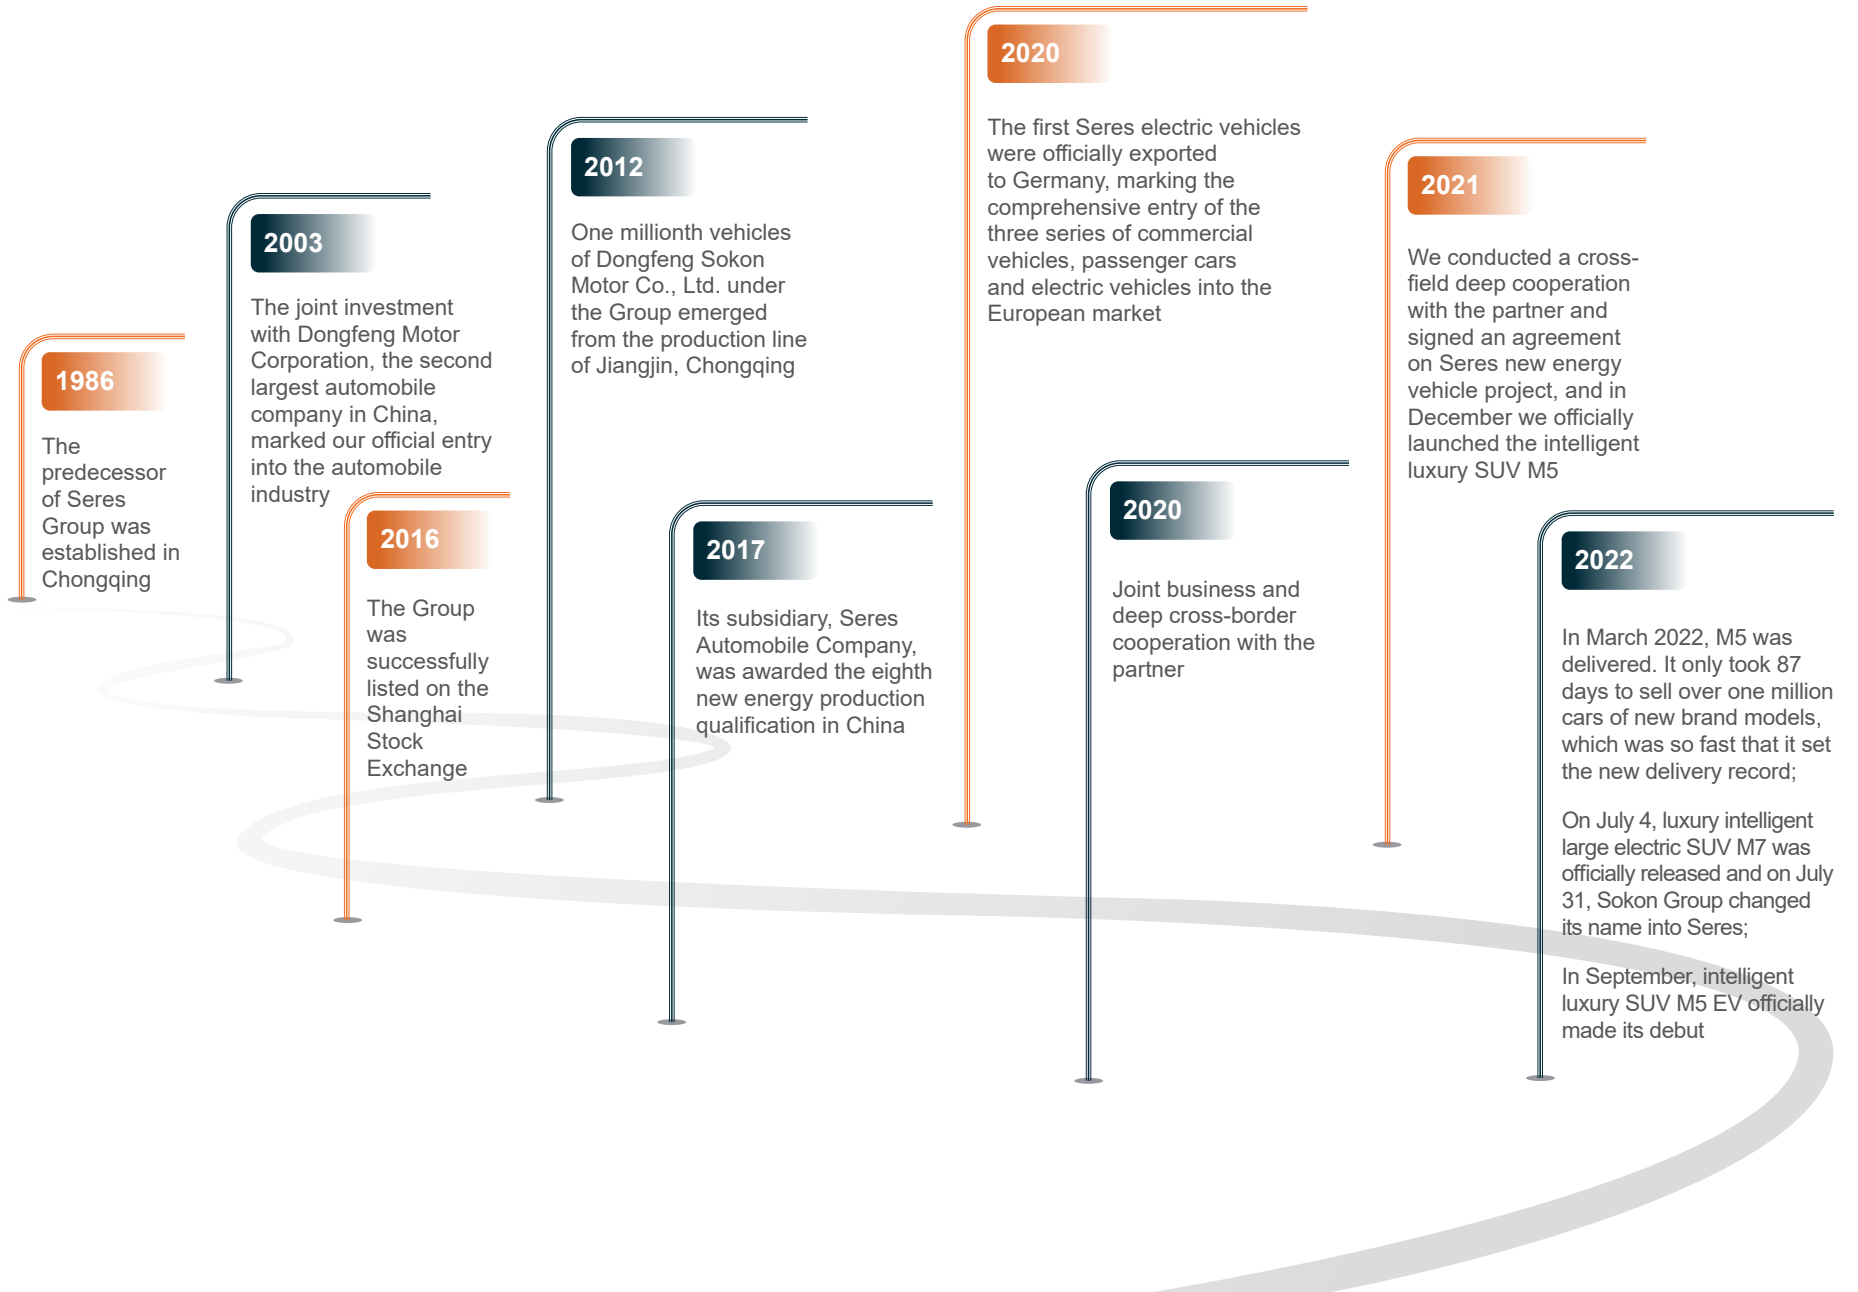 1986
The
predecessor
of Seres
Group was
established in
Chongqing
2003
The joint investment
with Dongfeng Motor
Corporation, the second
largest automobile
company in China,
marked our official entry
into the automobile
industry
2012
One millionth vehicles
of Dongfeng Sokon
Motor Co., Ltd. under
the Group emerged
from the production line
of Jiangjin, Chongqing
2016
The Group
was
successfully
listed on the
Shanghai
Stock
Exchange
2017
Its subsidiary, Seres
Automobile Company,
was awarded the eighth
new energy production
qualification in China
2020
The first Seres electric vehicles
were officially exported
to Germany, marking the
comprehensive entry of the
three series of commercial
vehicles, passenger cars
and electric vehicles into the
European market
2020
Joint business and
deep cross-border
cooperation with the
partner
2021
We conducted a cross-
field deep cooperation
with the partner and
signed an agreement
on Seres new energy
vehicle project, and in
December we officially
launched the intelligent
luxury SUV M5
2022
In March 2022, M5 was
delivered. It only took 87
days to sell over one million
cars of new brand models,
which was so fast that it set
the new delivery record;
On July 4, luxury intelligent
large electric SUV M7 was
officially released and on July
31, Sokon Group changed
its name into Seres;
In September, intelligent
luxury SUV M5 EV officially
made its debut